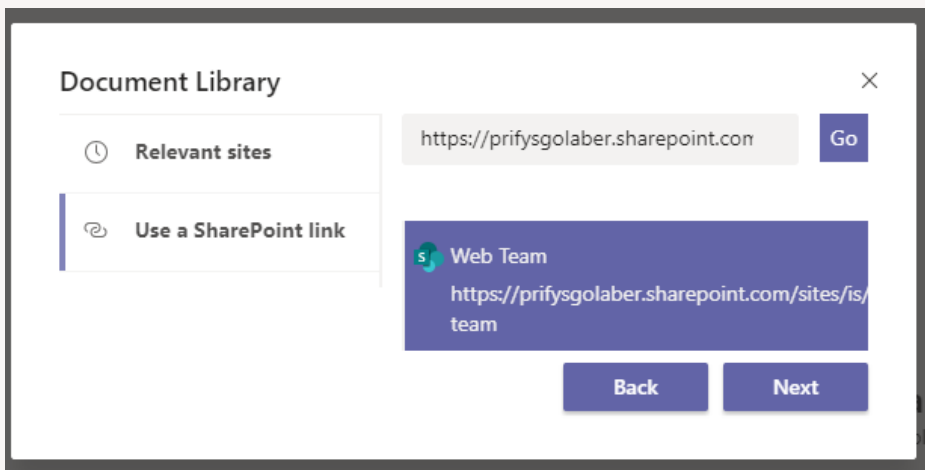 Document Library
Relevant sites
Use a SharePoint link
https://prifysgolaber.sharepoint.com
Go
S
Web Team
https://prifysgolaber.sharepoint.com/sites/is/
team
Back
Next